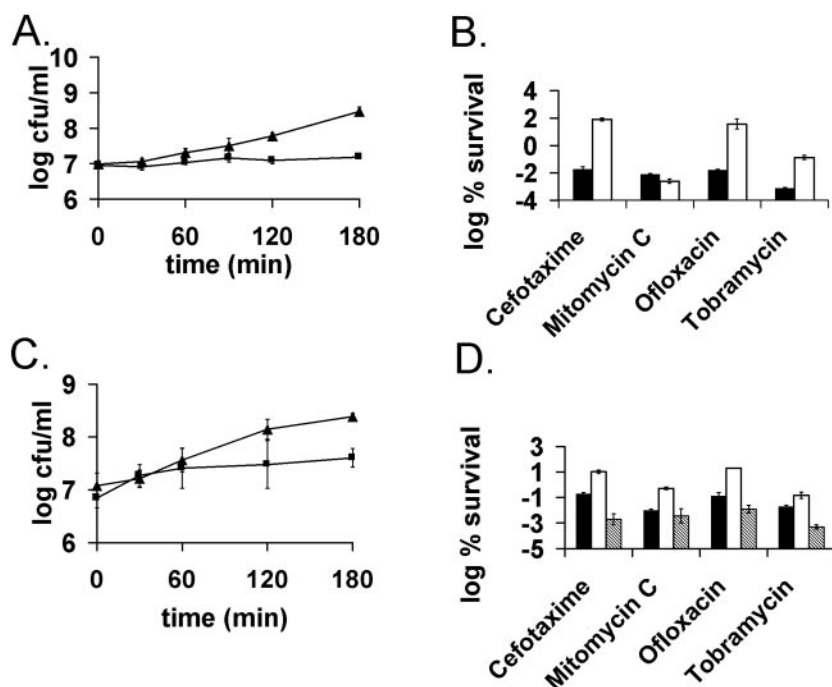 A.
log cfu/ml
10
9
8
7
6
0 60 120 180
time (min)
B.
log % survival
4
2
0
-2
-4
Cefotaxime
Mitomycin C
Ofloxacin
Tobramycin
C.
log cfu/ml
9
8
7
6
0 60 120 180
time (min)
D.
log % survival
3
1
-1
-3
-5
Cefotaxime
Mitomycin C
Ofloxacin
Tobramycin